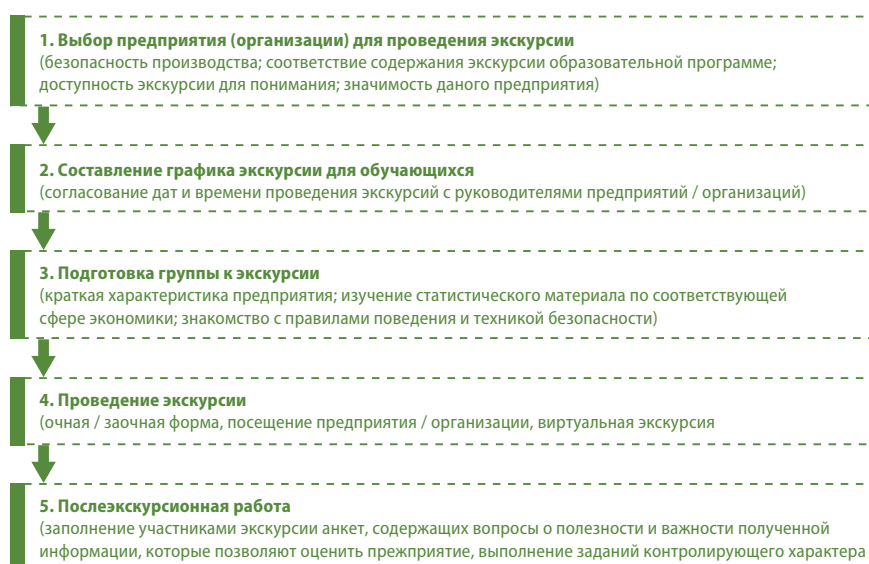 1. Выбор предприятия (организации) для проведения экскурсии
(безопасность производства; соответствие содержания экскурсии образовательной программе;
доступность экскурсии для понимания; значимость даного предприятия)
2. Составление графика экскурсии для обучающихся
(согласование дат и времени проведения экскурсий с руководителями предприятий / организаций)
3. Подготовка группы к экскурсии
(краткая характеристика предприятия; изучение статистического материала по соответствующей
сфере экономики; знакомство с правилами поведения и техникой безопасности)
4. Проведение экскурсии
(очная / заочная форма, посещение предприятия / организации, виртуальная экскурсия
5. Послеэкскурсионная работа
(заполнение участниками экскурсии анкет, содержащих вопросы о полезности и важности полученной
информации, которые позволяют оценить прежприятие, выполнение заданий контролирующего характера